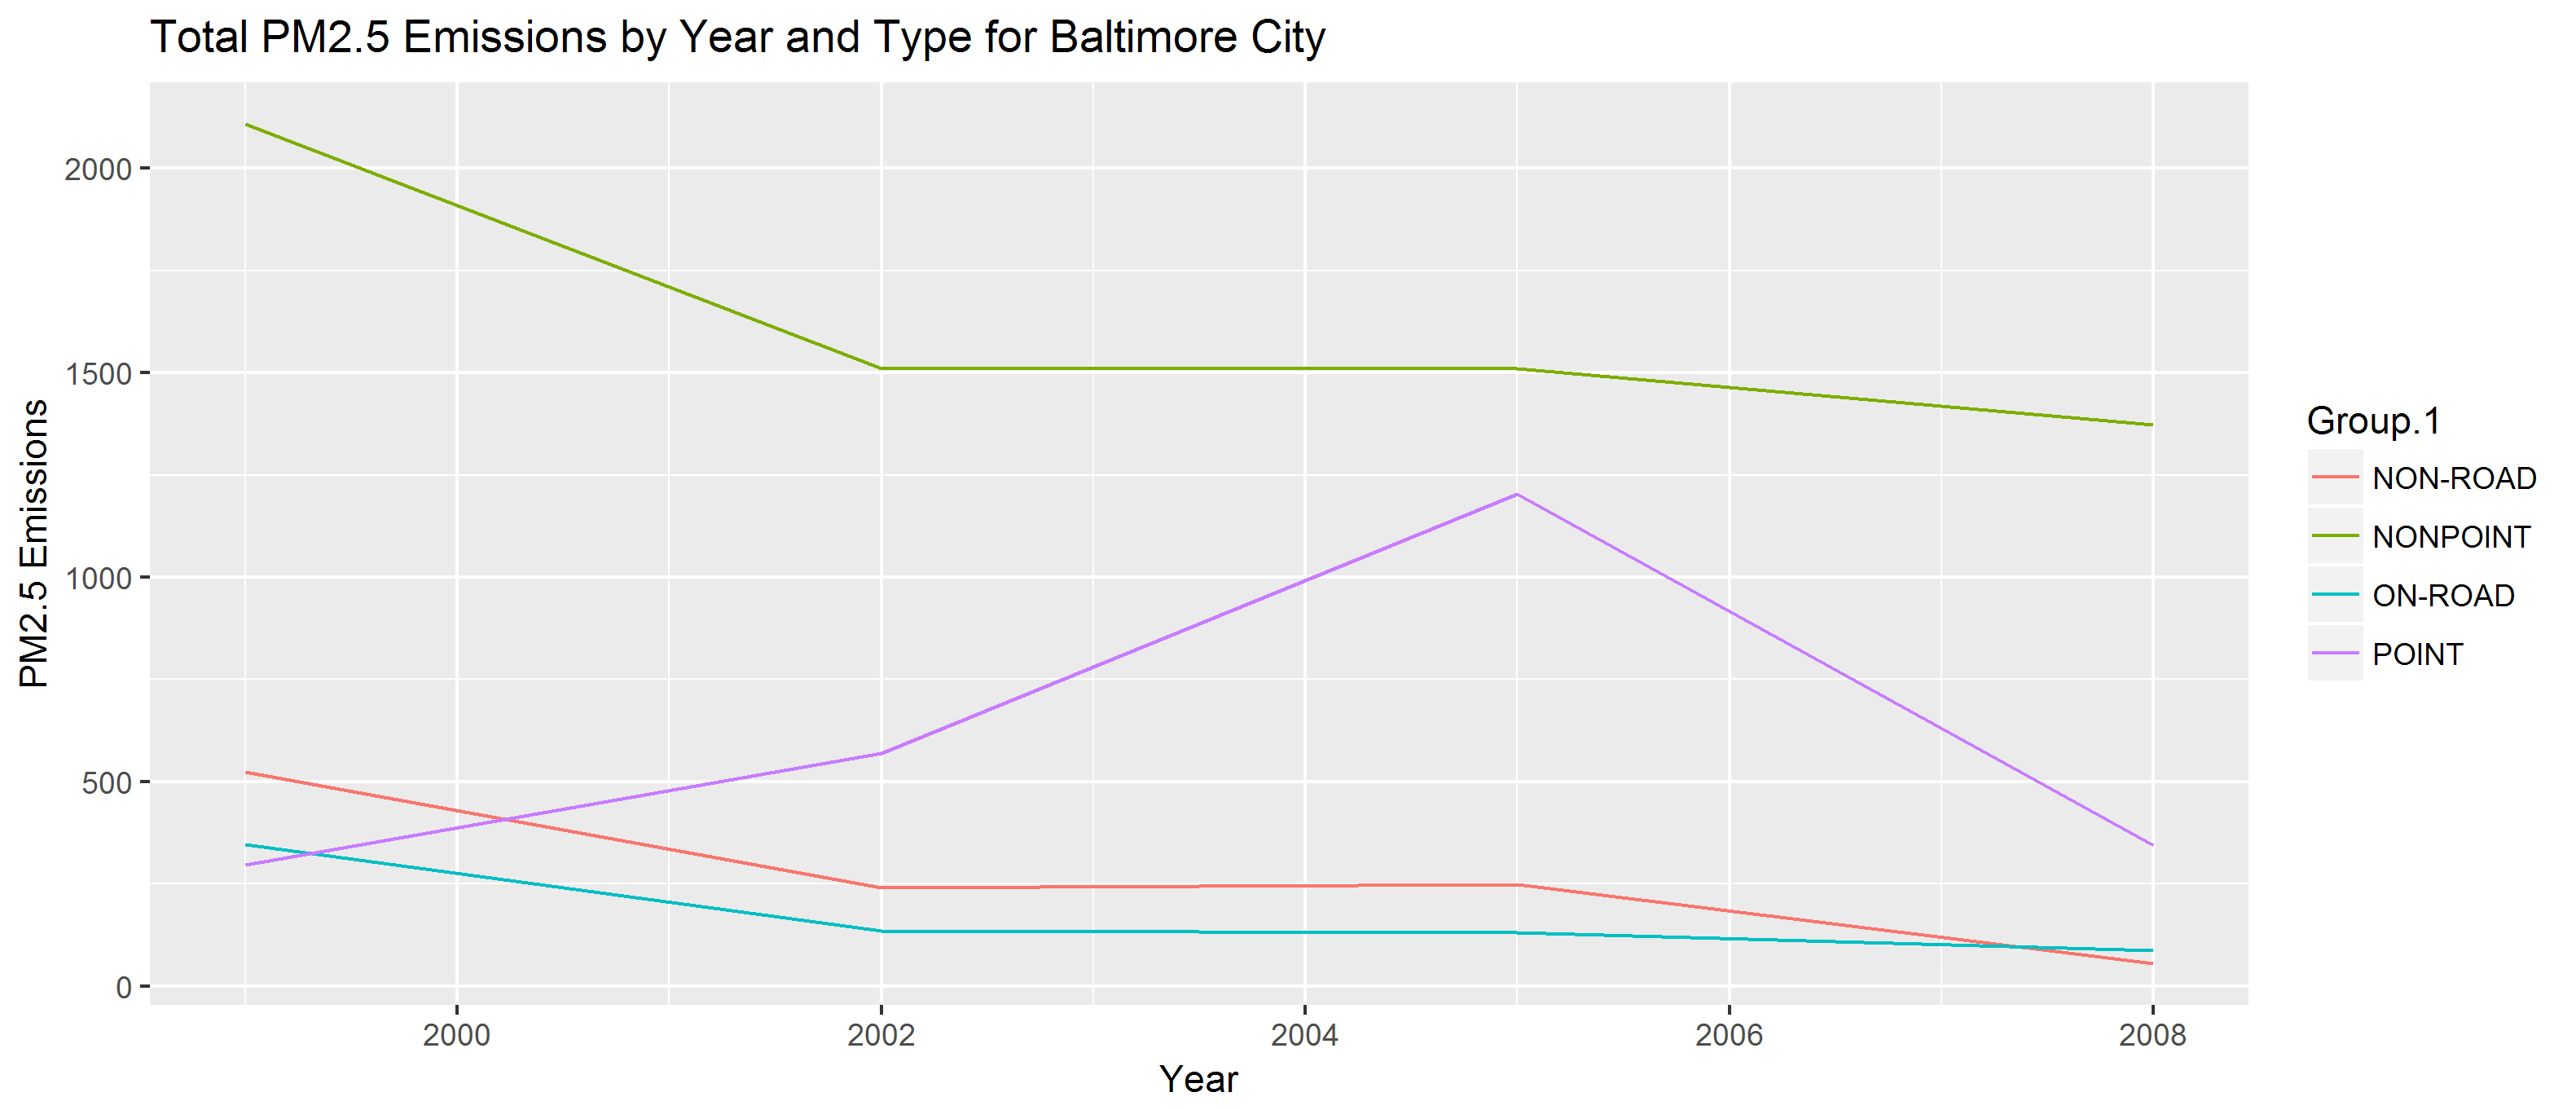 Total PM2.5 Emissions by Year and Type for Baltimore City
2000
1500
1000
500
0
PM2.5 Emissions
2000
2002
2004
2006
2008
Year
Group.1
NON-ROAD
NONPOINT
ON-ROAD
POINT